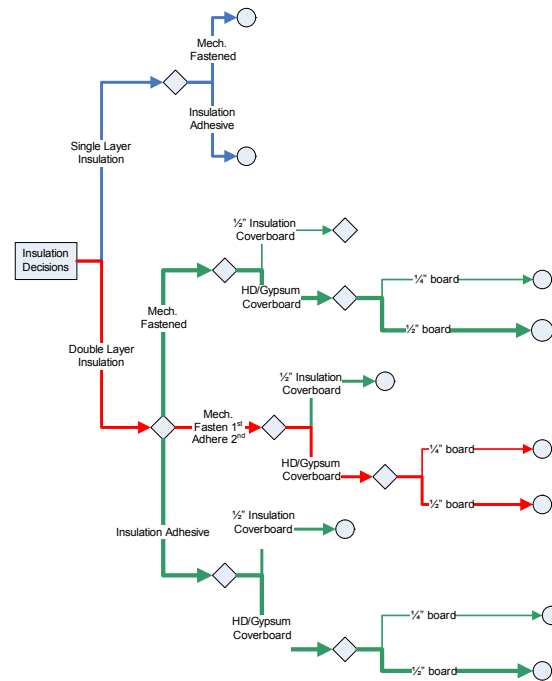 Mech.
Fastened
Insulation
Adhesive
Single Layer
Insulation
Insulation
Decisions
½” Insulation
Coverboard
Mech.
Fastened
HD/Gypsum
Coverboard
¼” board
½” board
Double Layer
Insulation
½” Insulation
Coverboard
Mech.
Fasten 1st
Adhere 2nd
HD/Gypsum
Coverboard
¼” board
½” board
½” Insulation
Coverboard
Insulation Adhesive
HD/Gypsum
Coverboard
¼” board
½” board